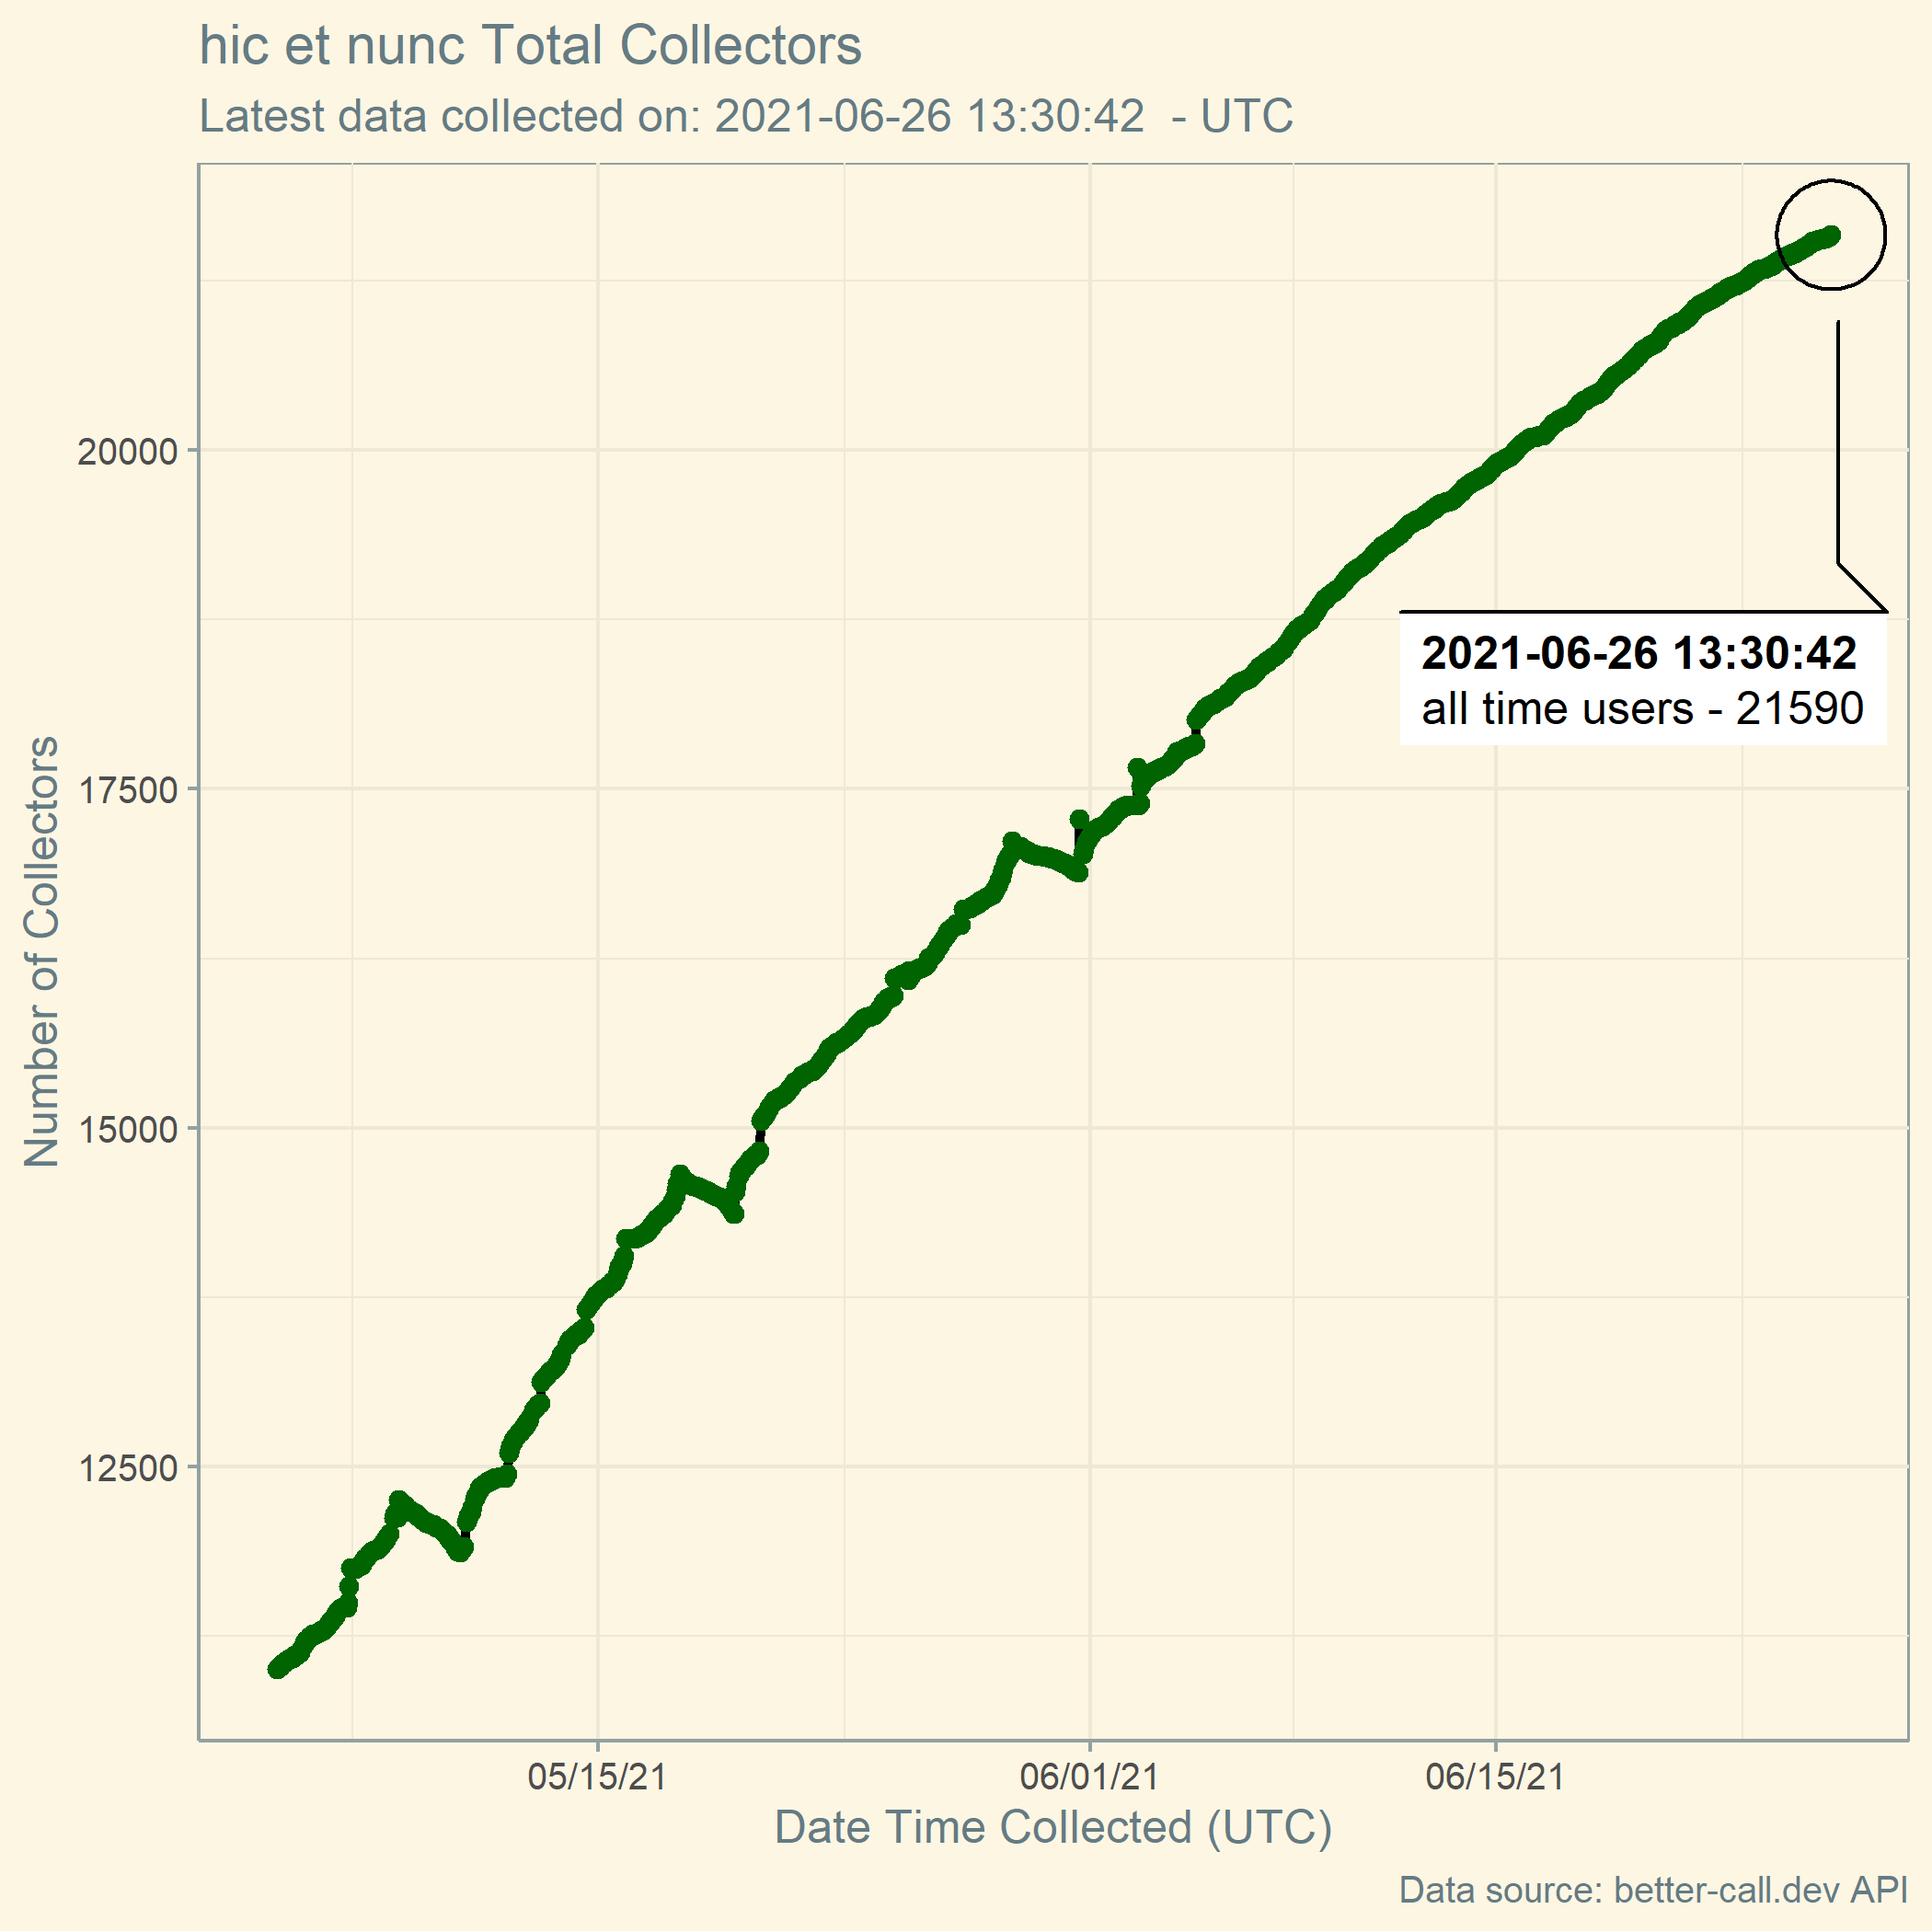 hic et nunc Total Collectors
Latest data collected on: 2021-06-26 13:30:42  - UTC
Number of Collectors
20000
17500
15000
12500
2021-06-26 13:30:42
all time users - 21590
05/15/21
06/01/21
06/15/21
Date Time Collected (UTC)
Data source: better-call.dev API